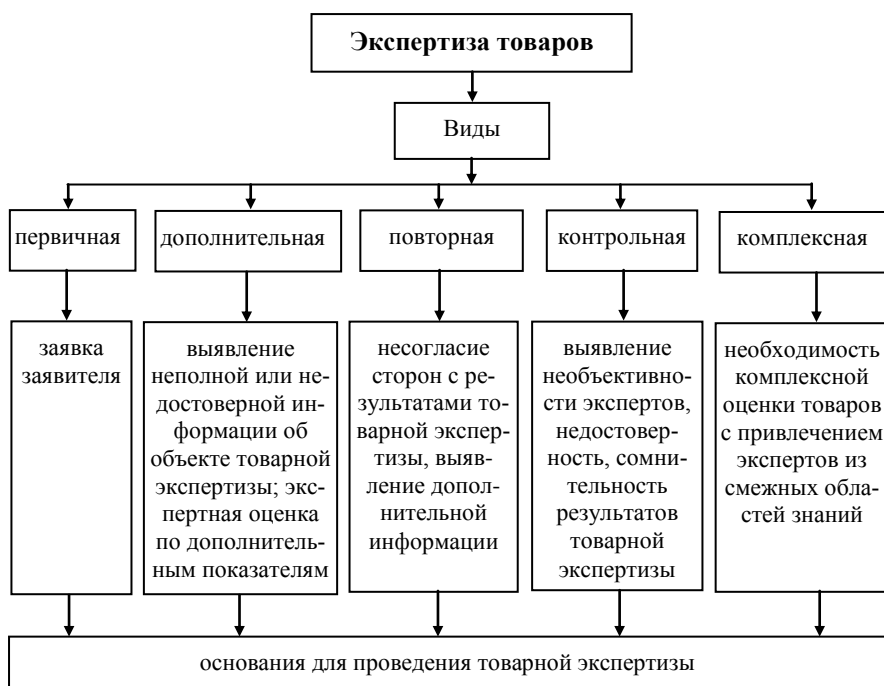 Экспертиза товаров
Виды
первичная
дополнительная
повторная
контрольная
комплексная
заявка
заявителя
выявление
неполной или не-
достоверной ин-
формации об
объекте товарной
экспертизы; экс-
пертная оценка
по дополнитель-
ным показателям
несогласие
сторон с ре-
зультатами то-
варной экспер-
тизы, выяв-
ление допол-
нительной
информации
выявление
необъективно-
сти экспертов,
недостовер-
ность, сомни-
тельность
результатов
товарной
экспертизы
необходимость
комплексной
оценки товаров
с привлечением
экспертов из
смежных обла-
стей знаний
основания для проведения товарной экспертизы